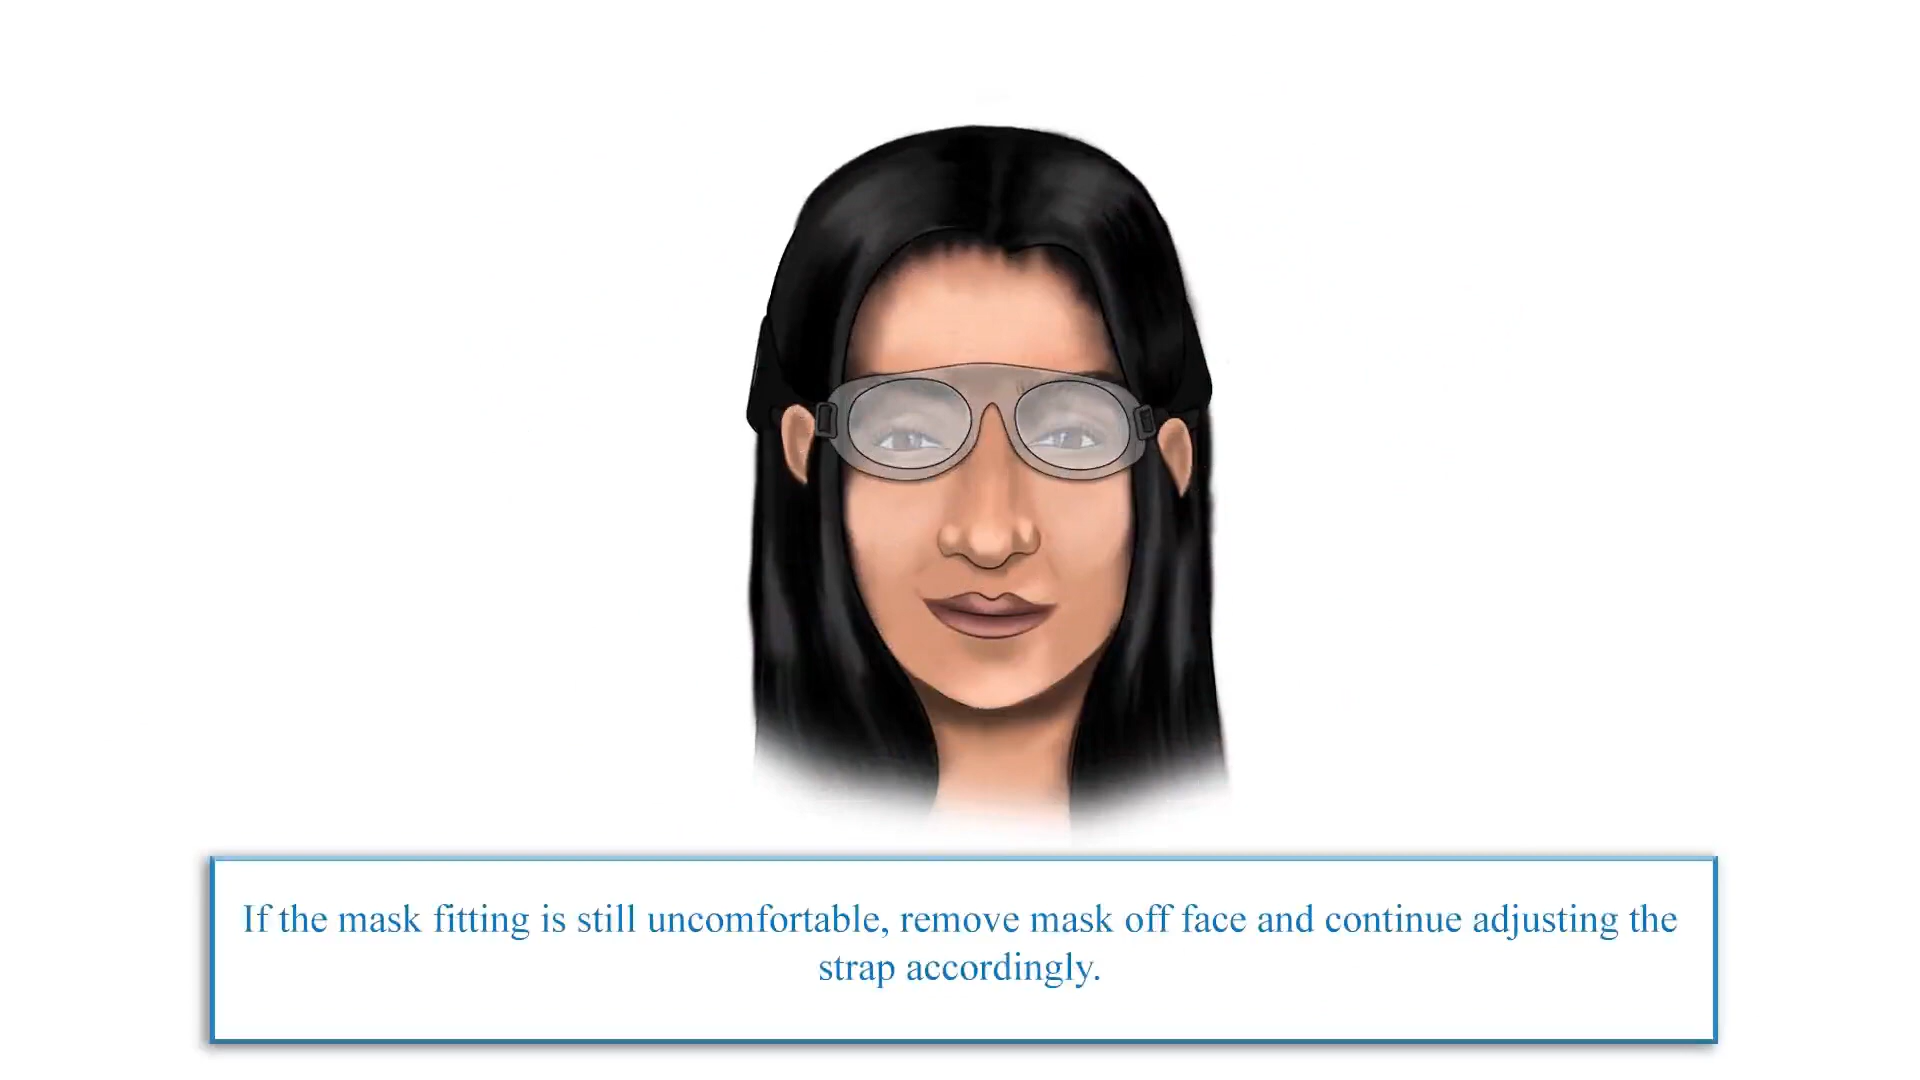 If the mask fitting is still uncomfortable, remove mask off face and continue adjusting the
strap accordingly.